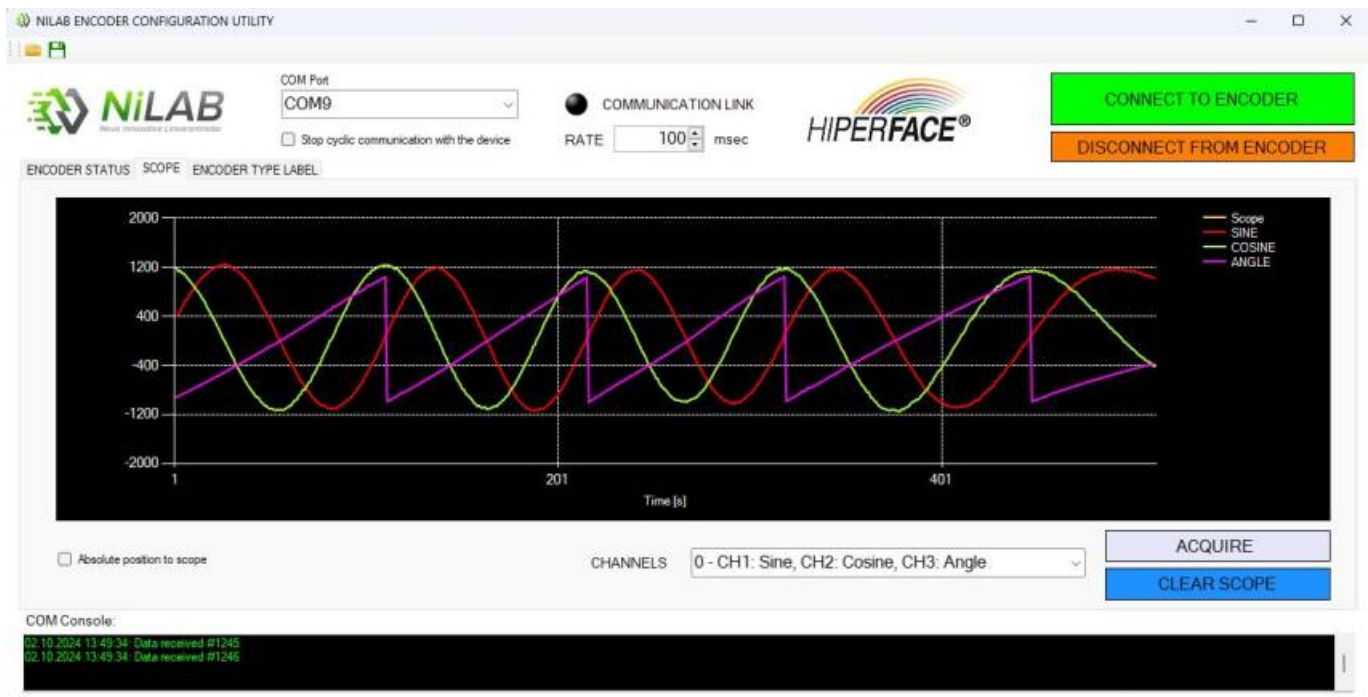 NILAB ENCODER CONFIGURATION UTILITY
COM Port
NiLAB
COM9
COMMUNICATION LINK
HIPERFACE®
CONNECT TO ENCODER
Stop cyclic communication with the device
RATE 100 msec
DISCONNECT FROM ENCODER
ENCODER STATUS SCOPE ENCODER TYPE LABEL
2000
1200
400
-400
-1200
-2000
1 201 401
Time [s]
Scope
SINE
COSINE
ANGLE
Absolute position to scope
CHANNELS 0 - CH1: Sine, CH2: Cosine, CH3: Angle
ACQUIRE
CLEAR SCOPE
COM Console:
02.10.2024 13:49:34: Data received #1245
02.10.2024 13:49:34: Data received #1246